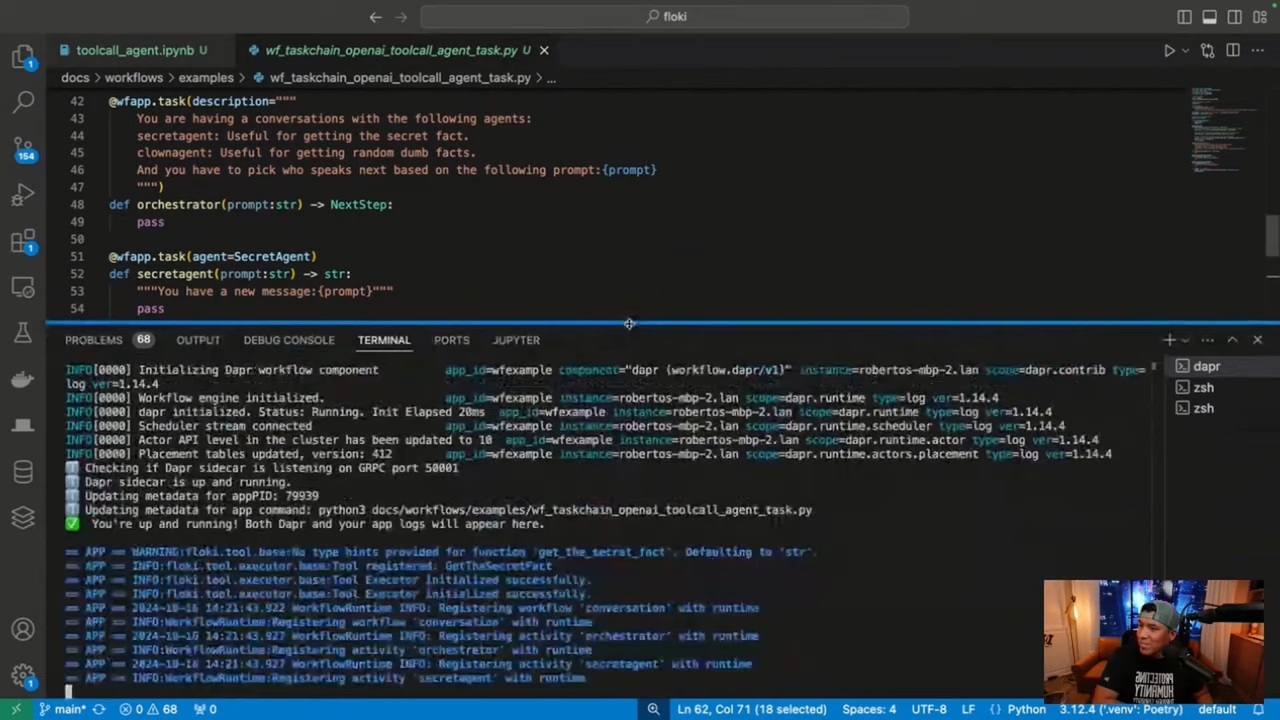 floki
toolcall_agent.ipynb U
wf_taskchain_openai_toolcall_agent_task.py U
docs > workflows > examples > wf_taskchain_openai_toolcall_agent_task.py > ...
42 @wfapp.task(description="""
43 You are having a conversations with the following agents:
44 secretagent: Useful for getting the secret fact.
45 clownagent: Useful for getting random dumb facts.
46 And you have to pick who speaks next based on the following prompt:{prompt}
47 """)
48 def orchestrator(prompt:str) -> NextStep:
49 pass
50
51 @wfapp.task(agent=SecretAgent)
52 def secretagent(prompt:str) -> str:
53 """You have a new message:{prompt}"""
54 pass
1
154
1
1
PROBLEMS 68 OUTPUT DEBUG CONSOLE TERMINAL PORTS JUPYTER
dapr
zsh
zsh
INFO[0000] Initializing Dapr workflow component app_id=wfexample component="dapr (workflow.dapr/v1)" instance=robertos-mbp-2.lan scope=dapr.contrib type=
log ver=1.14.4
INFO[0000] Workflow engine initialized. app_id=wfexample instance=robertos-mbp-2.lan scope=dapr.runtime type=log ver=1.14.4
INFO[0000] dapr initialized. Status: Running. Init Elapsed 20ms app_id=wfexample instance=robertos-mbp-2.lan scope=dapr.runtime type=log ver=1.14.4
INFO[0000] Scheduler stream connected app_id=wfexample instance=robertos-mbp-2.lan scope=dapr.runtime.scheduler type=log ver=1.14.4
INFO[0000] Actor API level in the cluster has been updated to 10 app_id=wfexample instance=robertos-mbp-2.lan scope=dapr.runtime.actor type=log ver=1.14.4
INFO[0000] Placement tables updated, version: 412 app_id=wfexample instance=robertos-mbp-2.lan scope=dapr.runtime.actors.placement type=log ver=1.14.4
Checking if Dapr sidecar is listening on GRPC port 50001
Dapr sidecar is up and running.
Updating metadata for appPID: 79939
Updating metadata for app command: python3 docs/workflows/examples/wf_taskchain_openai_toolcall_agent_task.py
You're up and running! Both Dapr and your app logs will appear here.
== APP == WARNING:floki.tool.base:No type hints provided for function 'get_the_secret_fact'. Defaulting to 'str'.
== APP == INFO:floki.tool.executor.base:Tool registered: GetTheSecretFact
== APP == INFO:floki.tool.executor.base:Tool Executor initialized successfully.
== APP == INFO:floki.tool.executor.base:Tool Executor initialized successfully.
== APP == 2024-10-16 14:21:43.922 WorkflowRuntime INFO: Registering workflow 'conversation' with runtime
== APP == INFO:WorkflowRuntime:Registering workflow 'conversation' with runtime
== APP == 2024-10-16 14:21:43.927 WorkflowRuntime INFO: Registering activity 'orchestrator' with runtime
== APP == INFO:WorkflowRuntime:Registering activity 'orchestrator' with runtime
== APP == 2024-10-16 14:21:43.927 WorkflowRuntime INFO: Registering activity 'secretagent' with runtime
== APP == INFO:WorkflowRuntime:Registering activity 'secretagent' with runtime
PROTECTING
HUMANITY
main* 0 68 0 Ln 62, Col 71 (18 selected) Spaces: 4 UTF-8 LF Python 3.12.4 ('.venv': Poetry) default